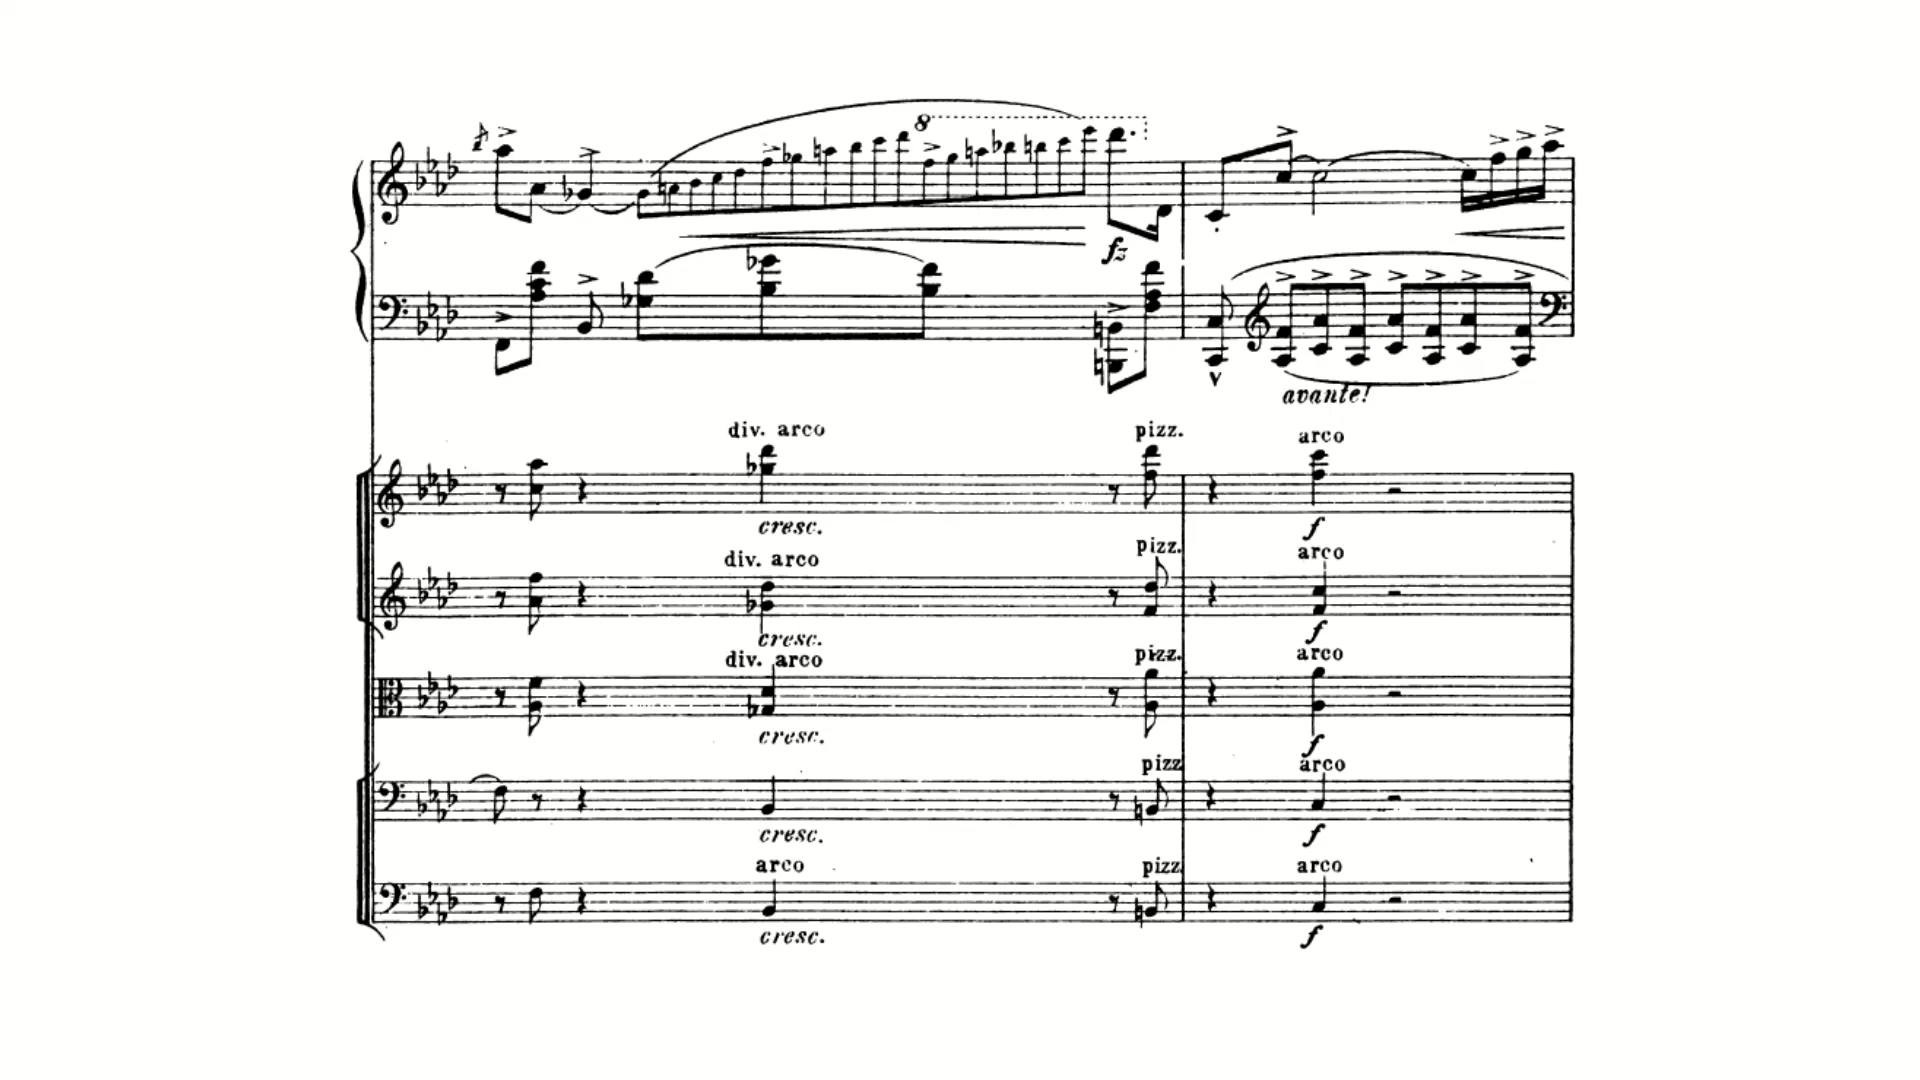 8
fz
avante!
div. arco pizz. arco
cresc. f
div. arco pizz. arco
cresc. f
div. arco pizz. arco
cresc. f
pizz arco
cresc. f
arco pizz. arco
cresc. f